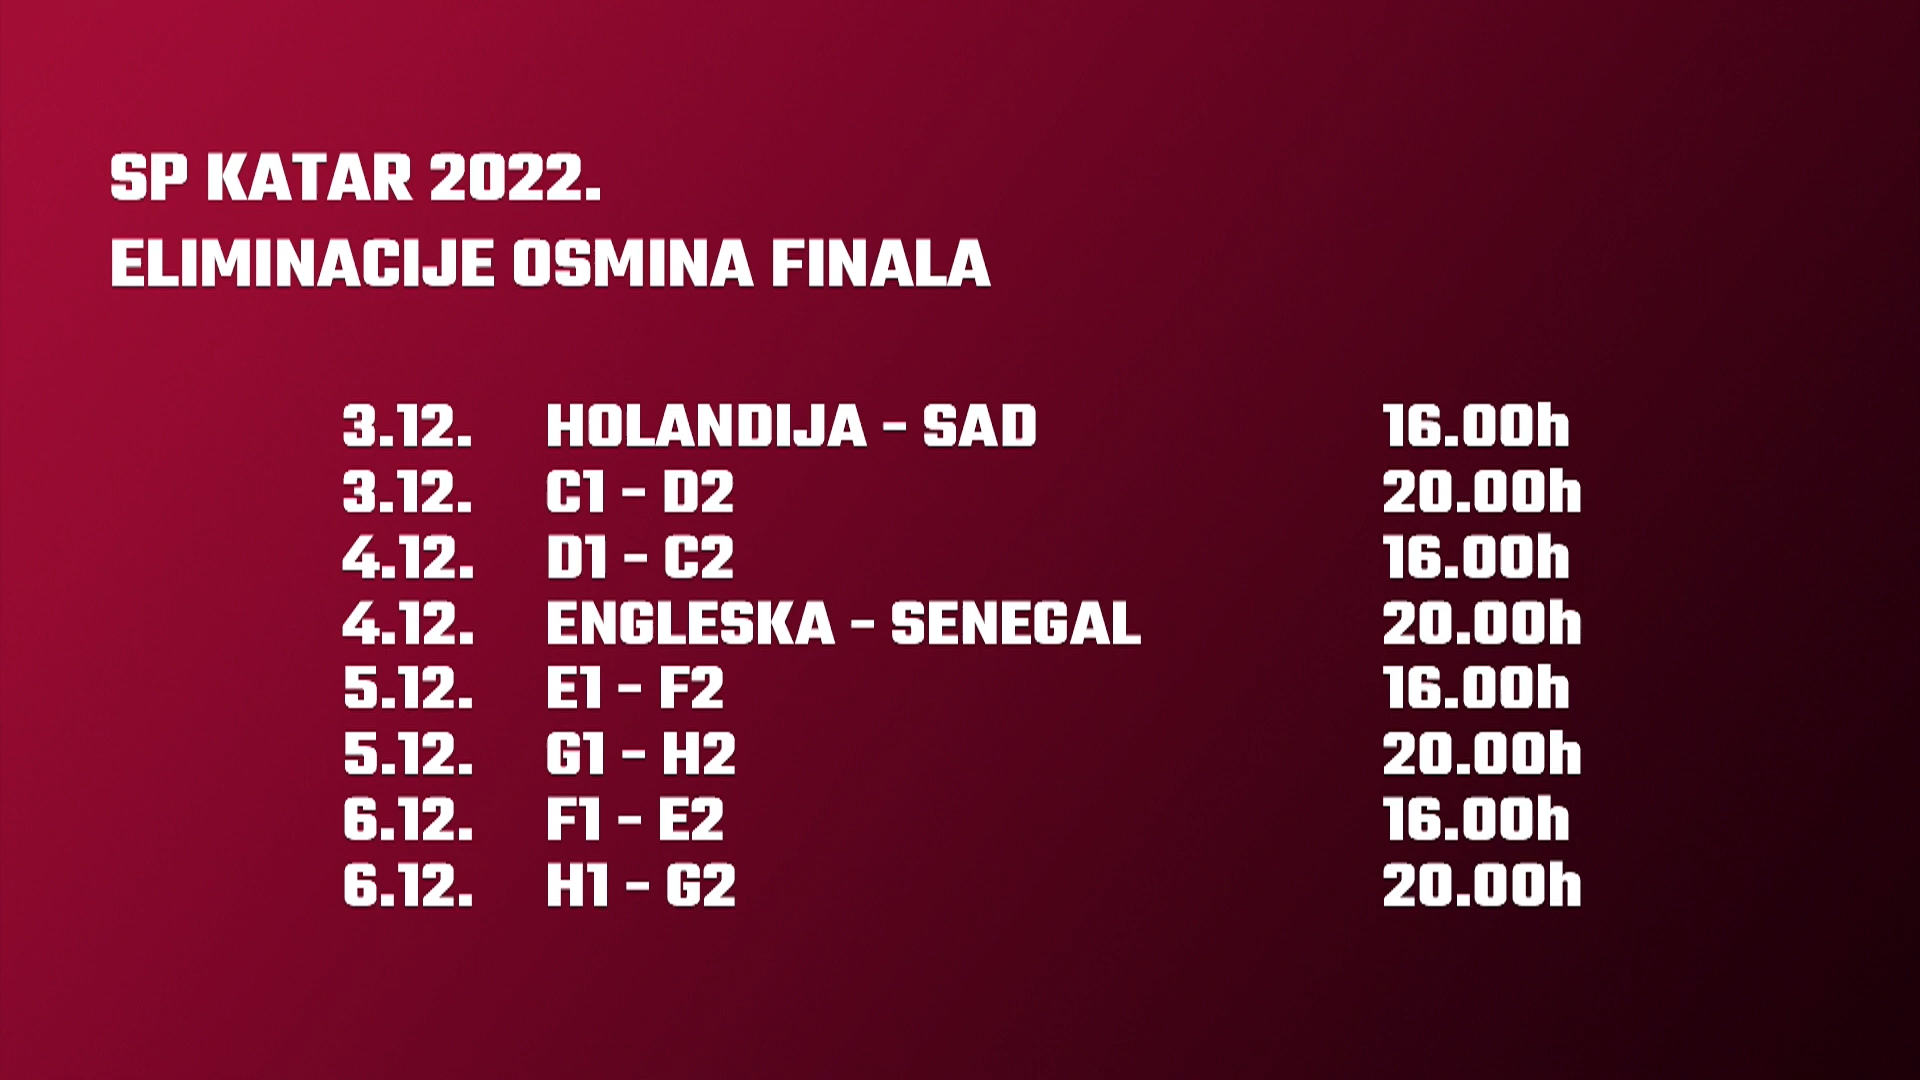 SP KATAR 2022.
ELIMINACIJE OSMINA FINALA
3.12. HOLANDIJA - SAD 16.00h
3.12. C1 - D2 20.00h
4.12. D1 - C2 16.00h
4.12. ENGLESKA - SENEGAL 20.00h
5.12. E1 - F2 16.00h
5.12. G1 - H2 20.00h
6.12. F1 - E2 16.00h
6.12. H1 - G2 20.00h